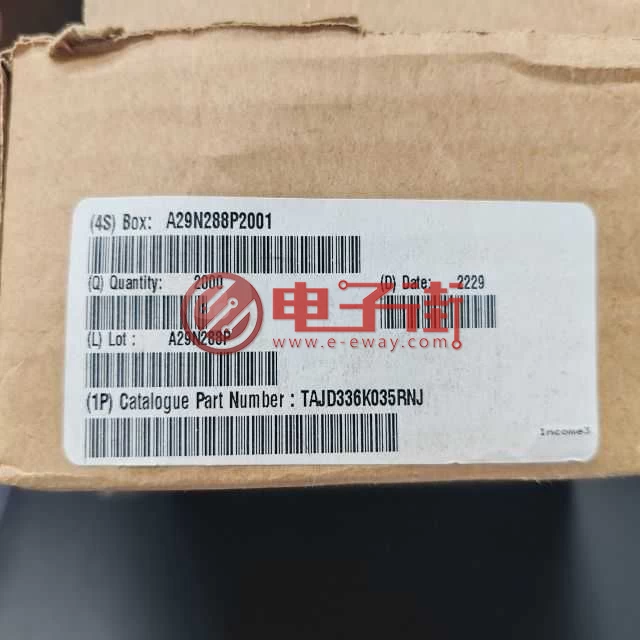 (4S) Box: A29N288P2001
(Q) Quantity: 2000
(D) Date: 2229
(L) Lot : A29N288P
(1P) Catalogue Part Number : TAJD336K035RNJ
Income3
电子街
www.e-eway.com